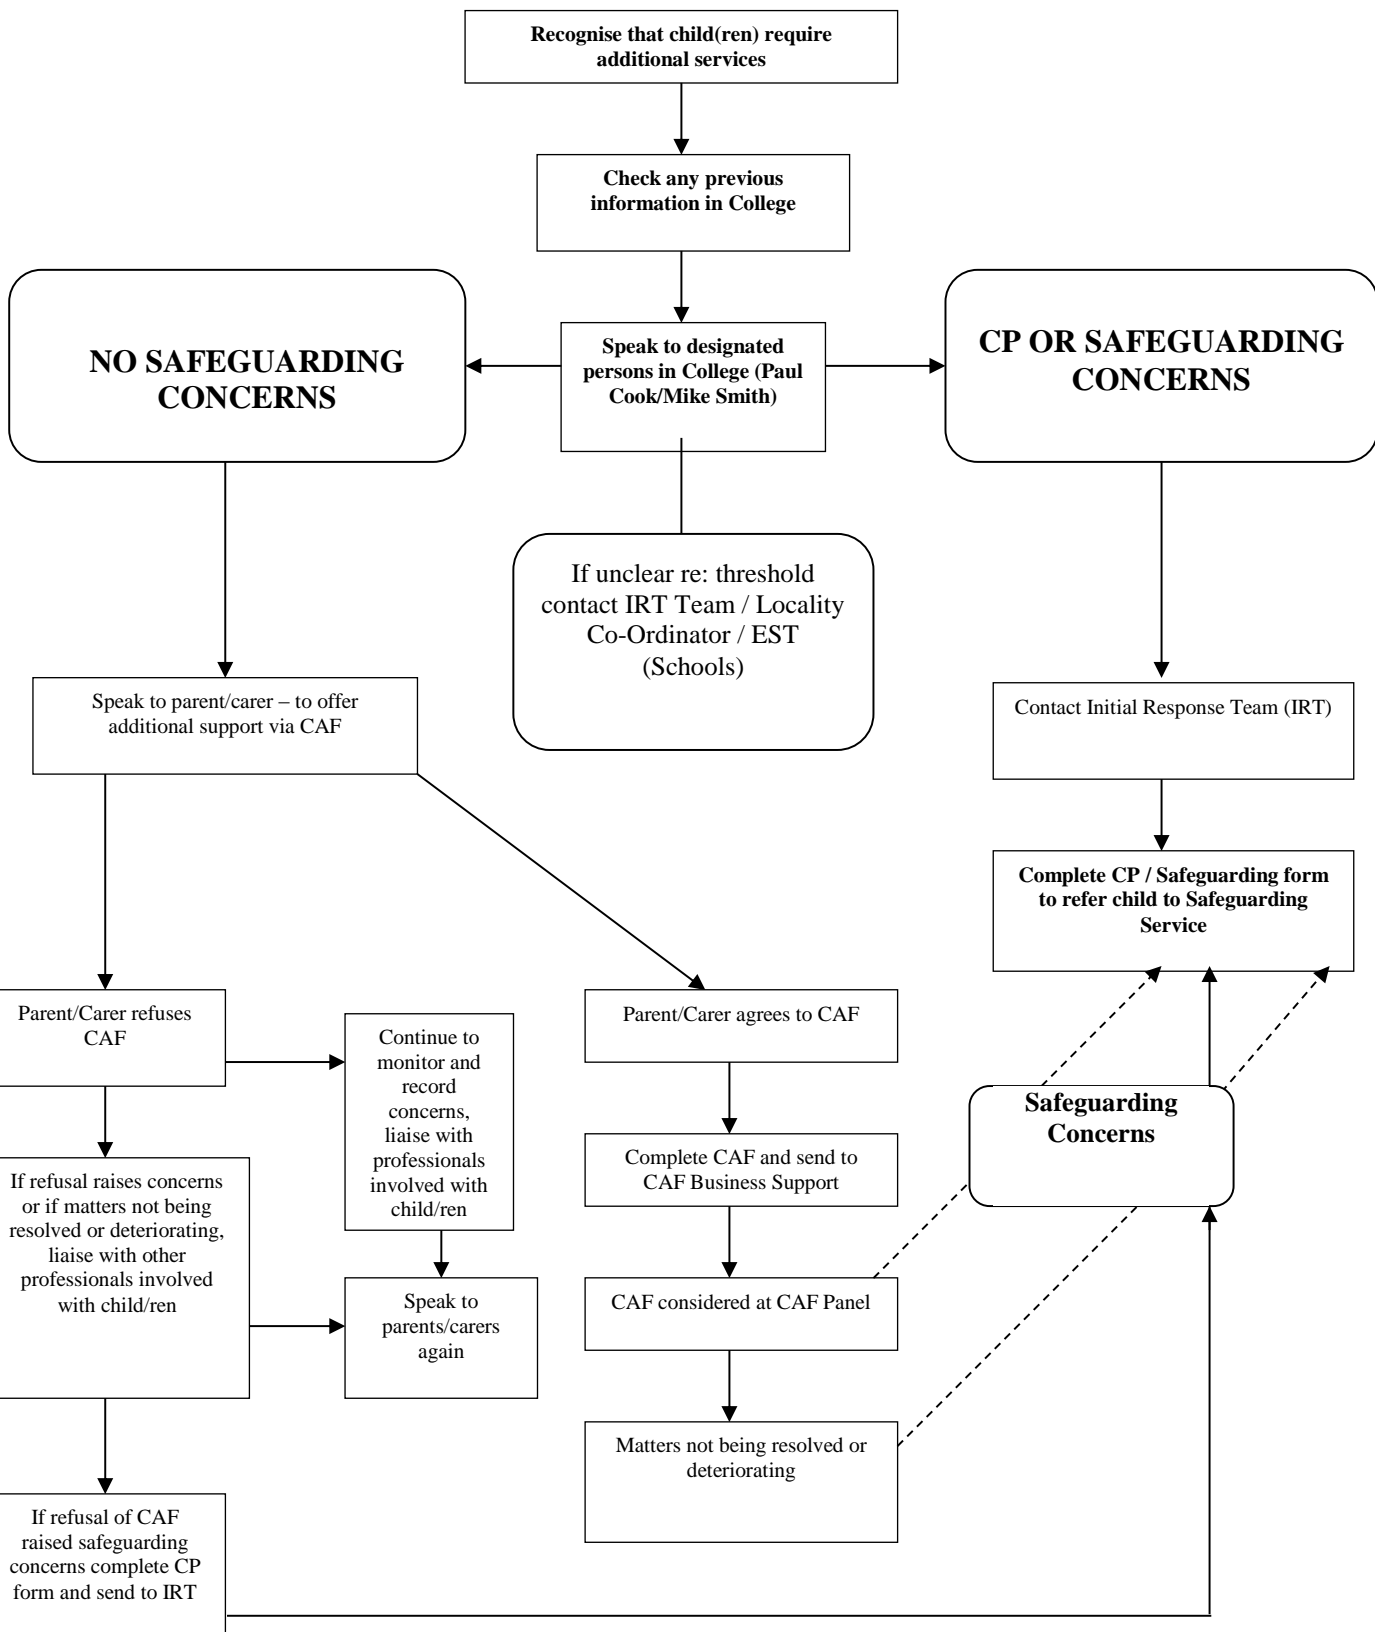 Recognise that child(ren) require
additional services
Check any previous
information in College
NO SAFEGUARDING
CONCERNS
Speak to designated
persons in College (Paul
Cook/Mike Smith)
CP OR SAFEGUARDING
CONCERNS
If unclear re: threshold
contact IRT Team / Locality
Co-Ordinator / EST
(Schools)
Speak to parent/carer – to offer
additional support via CAF
Contact Initial Response Team (IRT)
Complete CP / Safeguarding form
to refer child to Safeguarding
Service
Parent/Carer refuses
CAF
Continue to
monitor and
record
concerns,
liaise with
professionals
involved with
child/ren
Parent/Carer agrees to CAF
Safeguarding
Concerns
Complete CAF and send to
CAF Business Support
If refusal raises concerns
or if matters not being
resolved or deteriorating,
liaise with other
professionals involved
with child/ren
Speak to
parents/carers
again
CAF considered at CAF Panel
Matters not being resolved or
deteriorating
If refusal of CAF
raised safeguarding
concerns complete CP
form and send to IRT